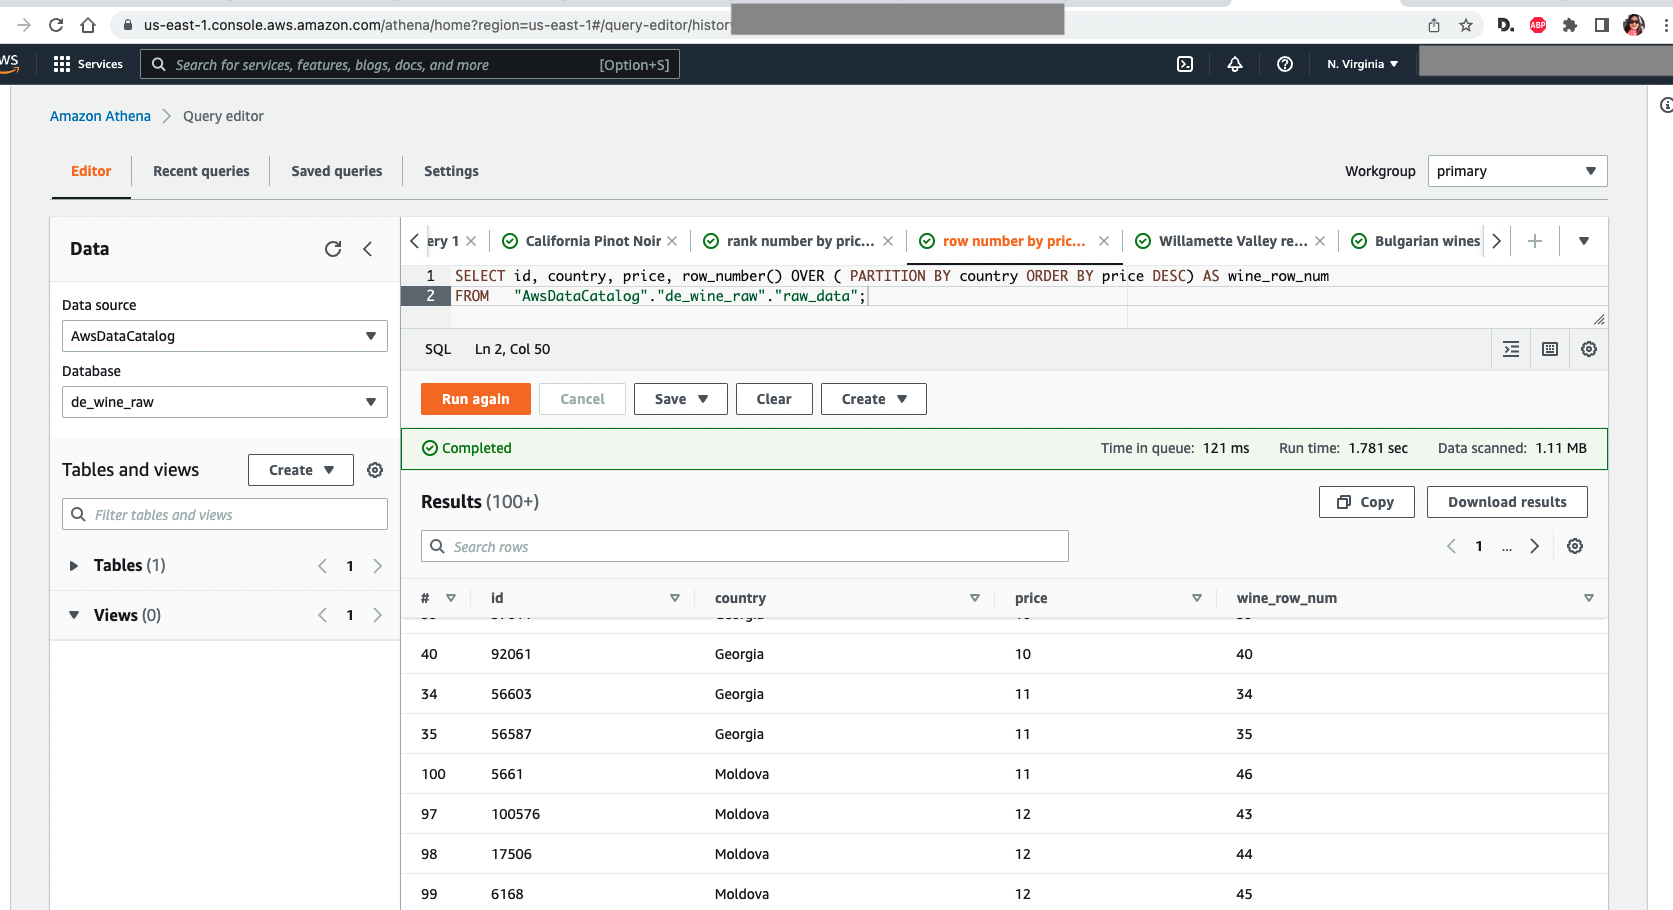 us-east-1.console.aws.amazon.com/athena/home?region=us-east-1#/query-editor/histor
D.
ABP
Services
Search for services, features, blogs, docs, and more
[Option+S]
N. Virginia
Amazon Athena
Query editor
Editor
Recent queries
Saved queries
Settings
Workgroup
primary
Data
Data source
AwsDataCatalog
Database
de_wine_raw
Tables and views
Create
Filter tables and views
Tables (1)
1
Views (0)
1
ery 1
California Pinot Noir
rank number by pric...
row number by pric...
Willamette Valley re...
Bulgarian wines
1 SELECT id, country, price, row_number() OVER ( PARTITION BY country ORDER BY price DESC) AS wine_row_num
2 FROM "AwsDataCatalog"."de_wine_raw"."raw_data";
SQL Ln 2, Col 50
Run again
Cancel
Save
Clear
Create
Completed
Time in queue: 121 ms Run time: 1.781 sec Data scanned: 1.11 MB
Results (100+)
Copy
Download results
Search rows
1 ...
# id country price wine_row_num
40 92061 Georgia 10 40
34 56603 Georgia 11 34
35 56587 Georgia 11 35
100 5661 Moldova 11 46
97 100576 Moldova 12 43
98 17506 Moldova 12 44
99 6168 Moldova 12 45